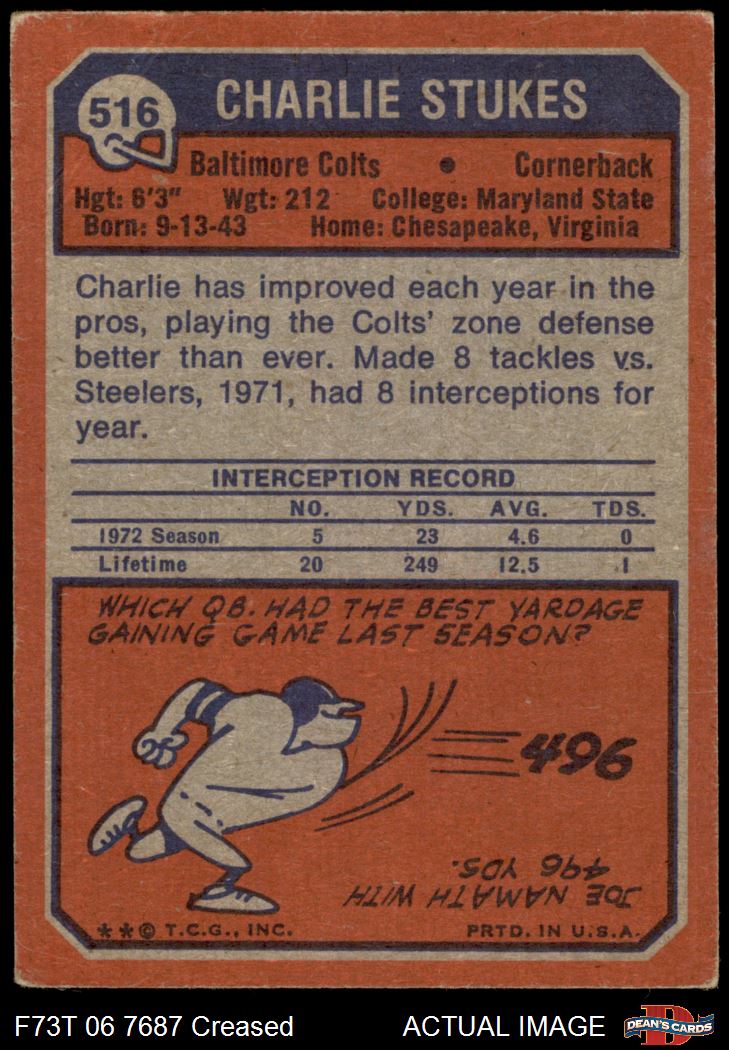 516
CHARLIE STUKES
Baltimore Colts • Cornerback
Hgt: 6'3" Wgt: 212 College: Maryland State
Born: 9-13-43 Home: Chesapeake, Virginia
Charlie has improved each year in the
pros, playing the Colts' zone defense
better than ever. Made 8 tackles vs.
Steelers, 1971, had 8 interceptions for
year.
INTERCEPTION RECORD
NO. YDS. AVG. TDS.
1972 Season 5 23 4.6 0
Lifetime 20 249 12.5 1
WHICH QB. HAD THE BEST YARDAGE
GAINING GAME LAST SEASON?
496
JOE NAMATH WITH
496 YDS.
**© T.C.G., INC. PRTD. IN U.S.A.
F73T 06 7687 Creased ACTUAL IMAGE
D
DEAN'S CARDS